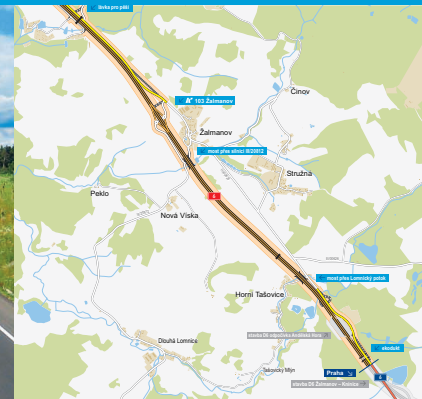 lávka pro pěší
103 Žalmanov
Činov
Žalmanov
most přes silnici III/20812
Stružná
Peklo
6
Nová Víska
most přes Lomnický potok
Horní Tašovice
stavba D6 odpočívka Andělská Hora
Dlouhá Lomnice
ekodukt
Tašovický Mlýn
Praha
6
stavba D6 Žalmanov – Knínice